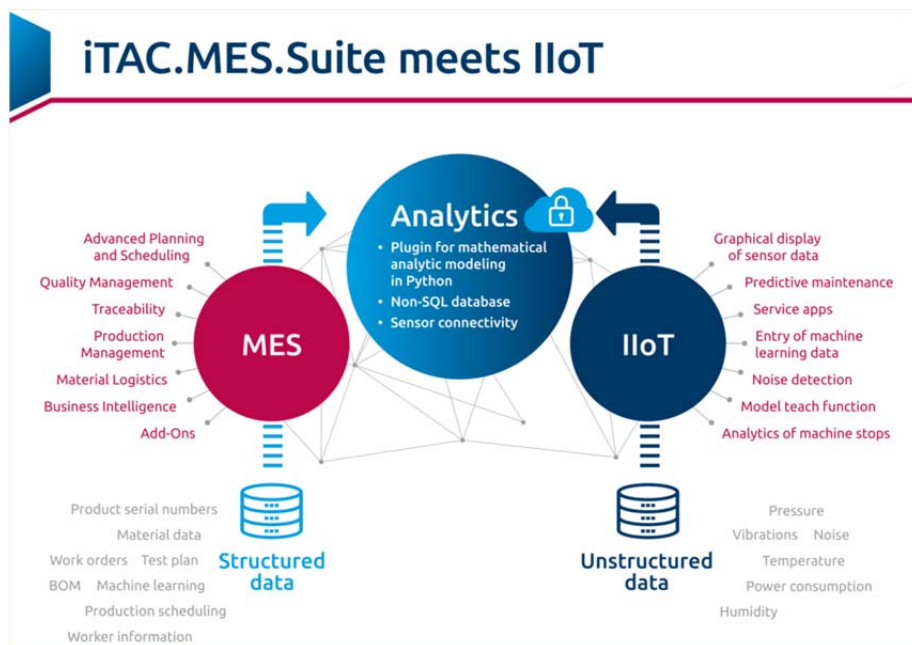 iTAC.MES.Suite meets IIoT
Analytics
• Plugin for mathematical
analytic modeling
in Python
• Non-SQL database
• Sensor connectivity
MES
Advanced Planning
and Scheduling
Quality Management
Traceability
Production
Management
Material Logistics
Business Intelligence
Add-Ons
IIoT
Graphical display
of sensor data
Predictive maintenance
Service apps
Entry of machine
learning data
Noise detection
Model teach function
Analytics of machine stops
Structured
data
Product serial numbers
Material data
Work orders Test plan
BOM Machine learning
Production scheduling
Worker information
Unstructured
data
Pressure
Vibrations Noise
Temperature
Power consumption
Humidity